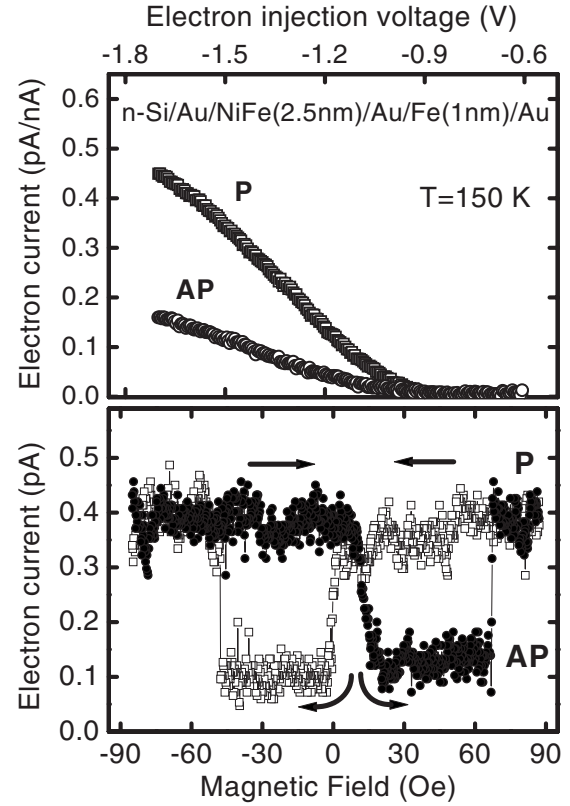 Electron injection voltage (V)
-1.8 -1.5 -1.2 -0.9 -0.6
Electron current (pA/nA)
0.6
0.5
0.4
0.3
0.2
0.1
0.0
n-Si/Au/NiFe(2.5nm)/Au/Fe(1nm)/Au
P
T=150 K
AP
Electron current (pA)
0.5
0.4
0.3
0.2
0.1
0.0
P
AP
-90 -60 -30 0 30 60 90
Magnetic Field (Oe)